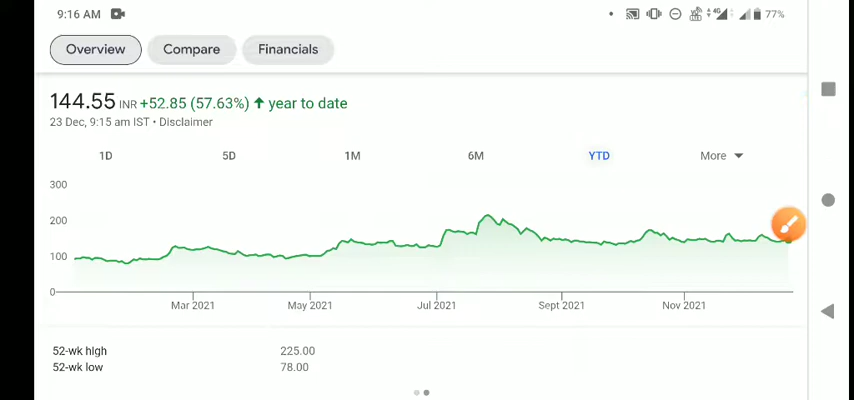 9:16 AM 4G 77%
Overview Compare Financials
144.55 INR +52.85 (57.63%) year to date
23 Dec, 9:15 am IST • Disclaimer
1D 5D 1M 6M YTD More
300
200
100
0
Mar 2021 May 2021 Jul 2021 Sept 2021 Nov 2021
52-wk high 225.00
52-wk low 78.00